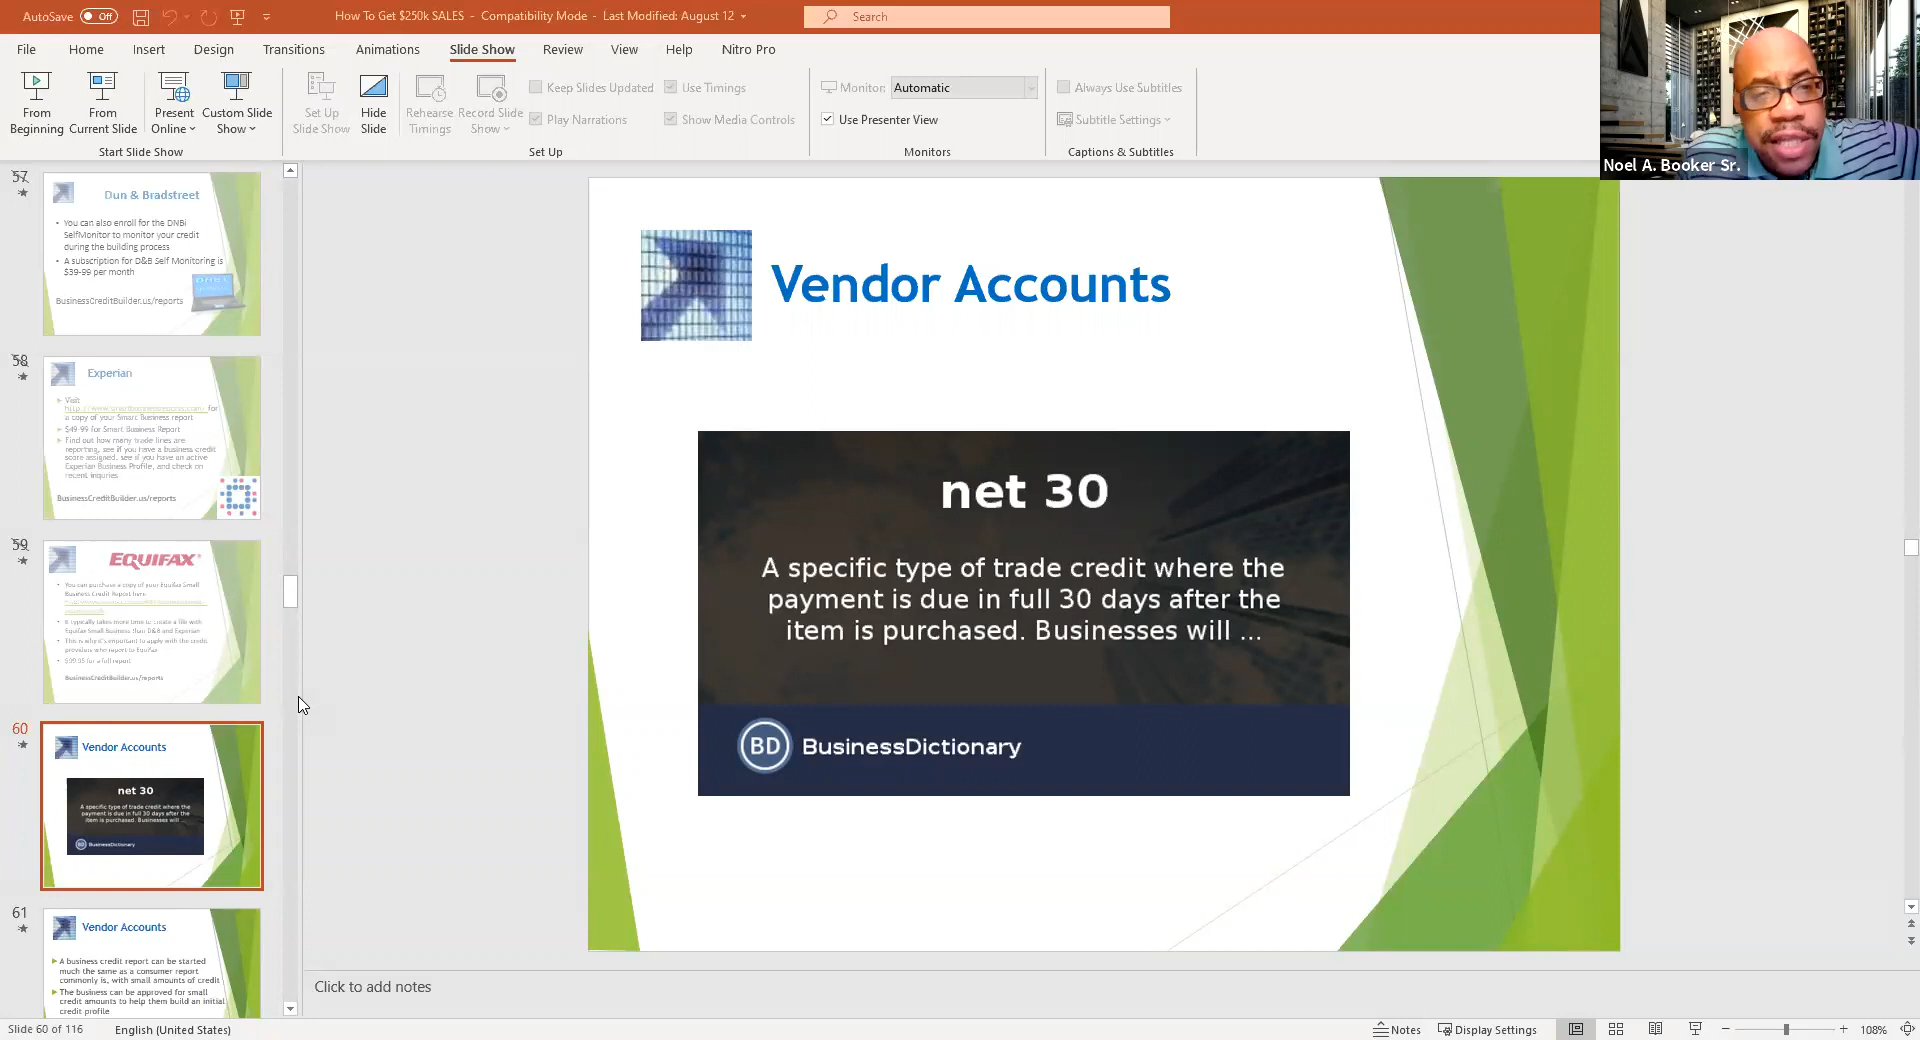 AutoSave Off How To Get $250k SALES - Compatibility Mode - Last Modified: August 12 Search
File Home Insert Design Transitions Animations Slide Show Review View Help Nitro Pro
From Beginning
From Current Slide
Present Online
Custom Slide Show
Start Slide Show
Set Up Slide Show
Hide Slide
Rehearse Timings
Record Slide Show
Keep Slides Updated
Play Narrations
Use Timings
Show Media Controls
Set Up
Monitor: Automatic
Use Presenter View
Monitors
Always Use Subtitles
Subtitle Settings
Captions & Subtitles
Noel A. Booker Sr.
57
Dun & Bradstreet
• You can also enroll for the DNBi
SelfMonitor to monitor your credit
during the building process
• A subscription for D&B Self Monitoring is
$39-99 per month
BusinessCreditBuilder.us/reports
58
Experian
Visit
for
a copy of your Smart Business report
$49-99 for Smart Business Report
Find out how many trade lines are
reporting, see if you have a business credit
score assigned, see if you have an active
Experian Business Profile, and check on
recent inquiries
BusinessCreditBuilder.us/reports
59
EQUIFAX
• You can purchase a copy of your Equifax Small
Business Credit Report here
• It typically takes more time to create a file with
Equifax Small Business than D&B and Experian
• This is why it's important to apply with the credit
providers who report to Equifax
for a full report
BusinessCreditBuilder.us/reports
60
Vendor Accounts
net 30
A specific type of trade credit where the
payment is due in full 30 days after the
item is purchased. Businesses will ...
BD BusinessDictionary
61
Vendor Accounts
A business credit report can be started
much the same as a consumer report
commonly is, with small amounts of credit
The business can be approved for small
credit amounts to help them build an initial
credit profile
Vendor Accounts
net 30
A specific type of trade credit where the
payment is due in full 30 days after the
item is purchased. Businesses will ...
BD BusinessDictionary
Click to add notes
Slide 60 of 116 English (United States) Notes Display Settings 108%